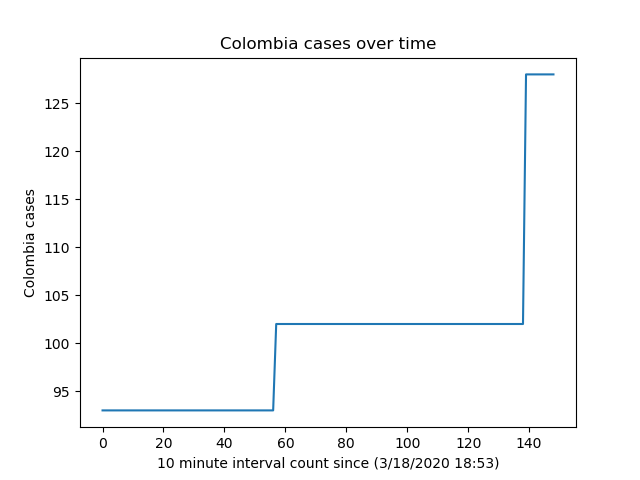 Colombia cases over time
125
120
115
110
105
100
95
Colombia cases
0 20 40 60 80 100 120 140
10 minute interval count since (3/18/2020 18:53)